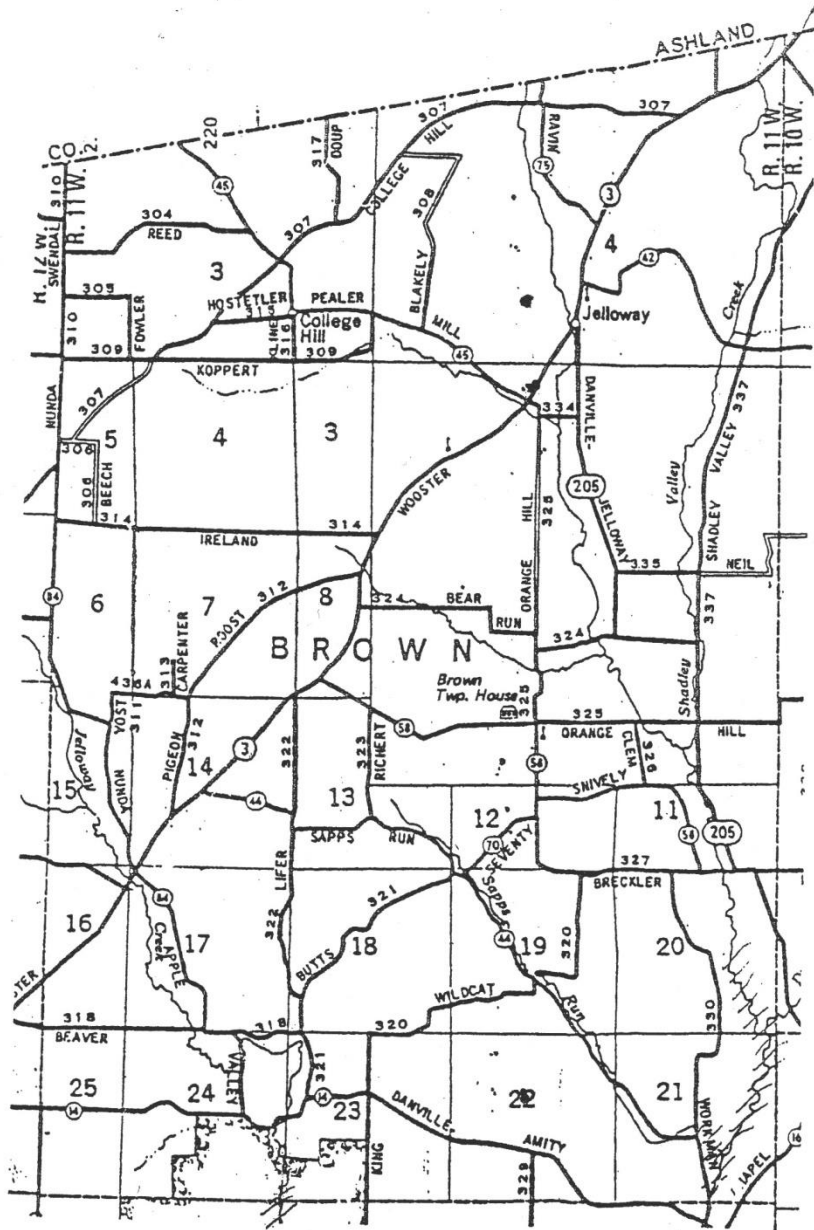 ASHLAND
CO.
220
2.
R. 11 W.
R. 10 W.
R. 12 W.
R. 11 W.
310
SWENDAL
317
DOUP
307
HILL
COLLEGE
307
RAVIN
75
3
45
304
REED
307
308
BLAKELY
4
42
3
305
HOSTETLER
315
PEALER
FOWLER
310
CLINE
316
College
Hill
MILL
45
Jelloway
Creek
309
309
KOPPERT
NUNDA
307
5
4
3
334
DANVILLE-
337
306
306
BEECH
WOOSTER
HILL
325
205
Valley
SHADLEY VALLEY
314
314
IRELAND
JELLOWAY
335
NEIL
84
6
7
312
8
ROOST
324
BEAR
RUN
ORANGE
337
324
BROWN
313
CARPENTER
436A
YOST
311
Brown
Twp. House
325
Shadley
325
ORANGE
HILL
312
PIGEON
3
322
323
RICHERT
58
58
CLEM
326
Jelloway
NUNDA
14
15
44
13
12
SNIVELY
11
58
205
SAPPS
RUN
70
SEVENTY
LIFER
327
BRECKLER
321
Sapps
16
Creek
17
APPLE
322
BUTTS
18
44
19
320
20
WILDCAT
Run
330
318
BEAVER
318
320
VALLEY
321
25
24
14
14
23
DANVILLE-
22
21
AMITY
WORKMAN
KING
329
16